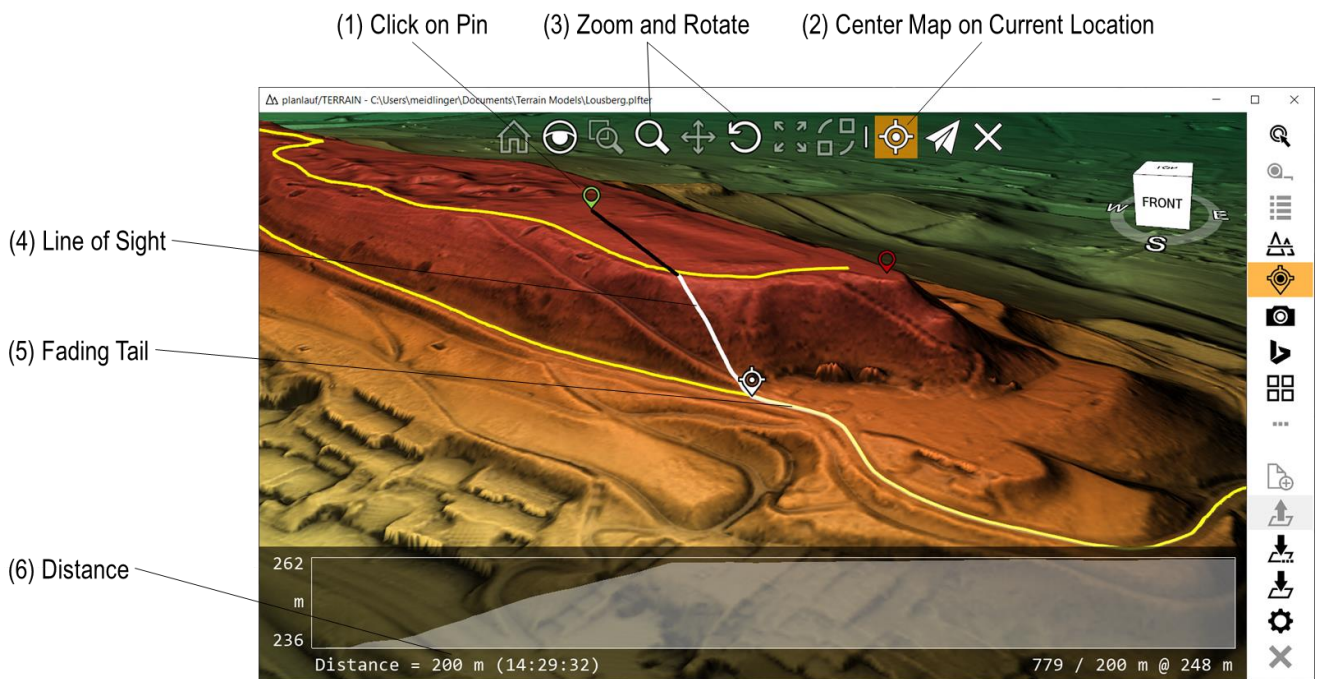 (1) Click on Pin
(3) Zoom and Rotate
(2) Center Map on Current Location
planlauf/TERRAIN - C:\Users\meidlinger\Documents\Terrain Models\Lousberg.plfter
FRONT
W
E
S
(4) Line of Sight
(5) Fading Tail
(6) Distance
262
m
236
Distance = 200 m (14:29:32)
779 / 200 m @ 248 m